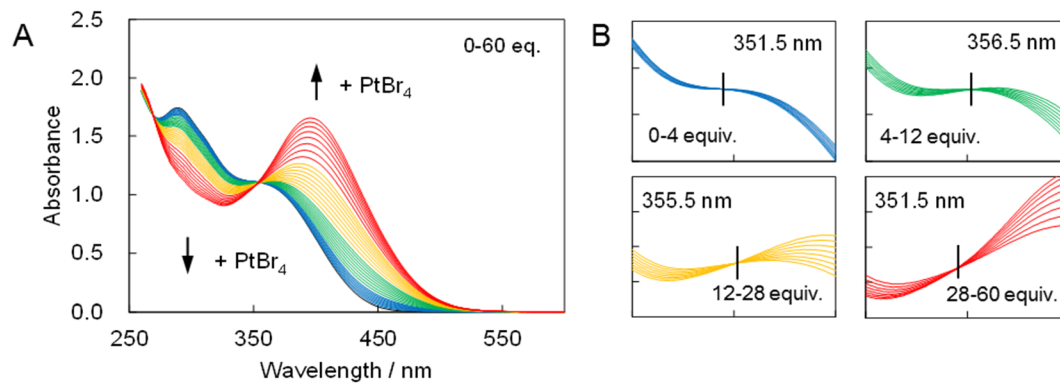 A
2.5
2.0
1.5
1.0
0.5
0.0
Absorbance
0-60 eq.
+ PtBr4
+ PtBr4
250
350
450
550
Wavelength / nm
B
351.5 nm
0-4 equiv.
356.5 nm
4-12 equiv.
355.5 nm
12-28 equiv.
351.5 nm
28-60 equiv.